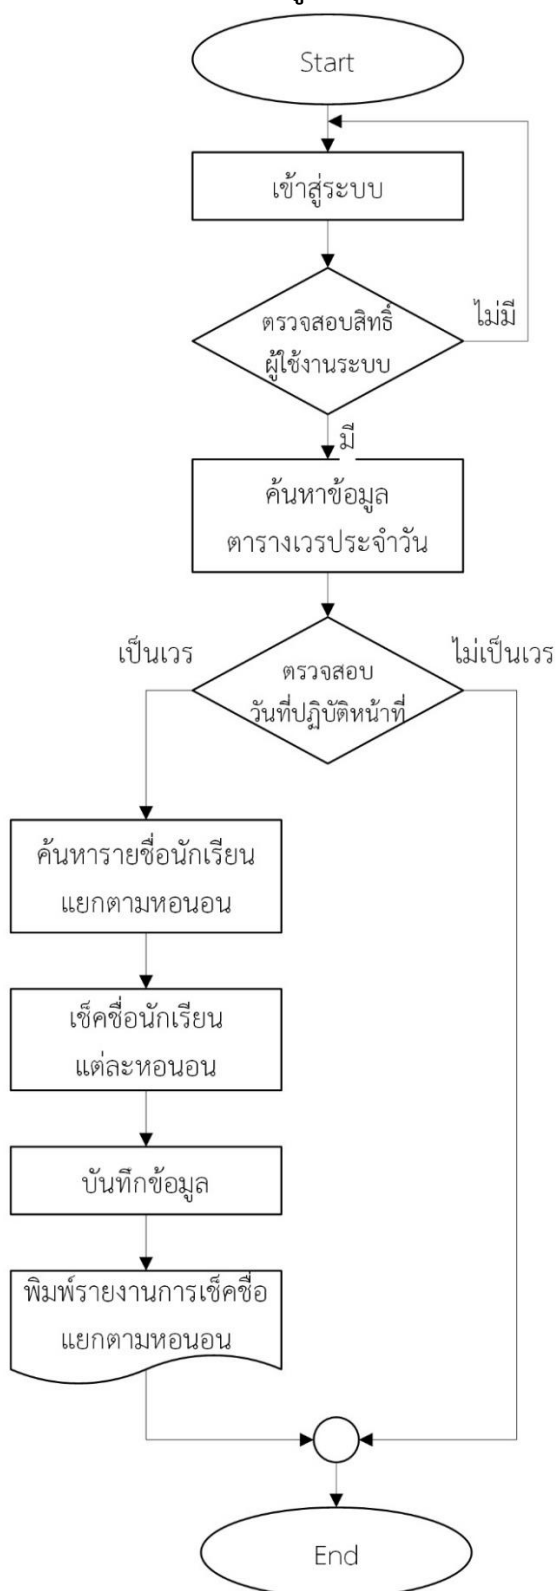 Start
เข้าสู่ระบบ
ตรวจสอบสิทธิ์
ผู้ใช้งานระบบ
ไม่มี
มี
ค้นหาข้อมูล
ตารางเวรประจำวัน
เป็นเวร
ไม่เป็นเวร
ตรวจสอบ
วันที่ปฏิบัติหน้าที่
ค้นหารายชื่อนักเรียน
แยกตามหอนอน
เช็คชื่อนักเรียน
แต่ละหอนอน
บันทึกข้อมูล
พิมพ์รายงานการเช็คชื่อ
แยกตามหอนอน
End